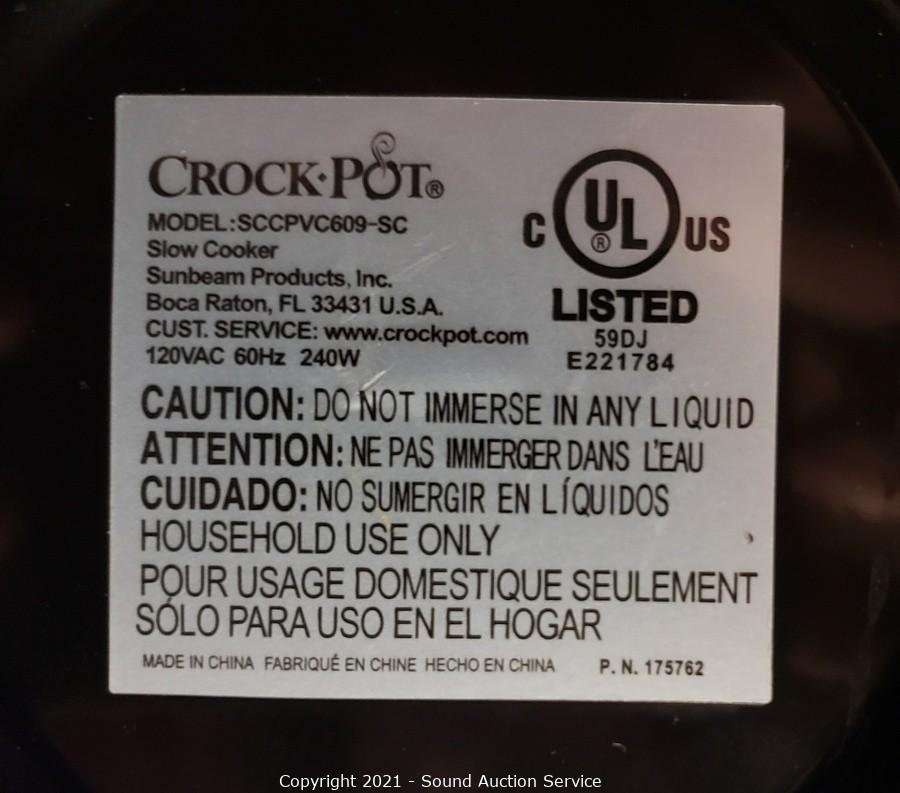 CROCK·POT®
MODEL:SCCPVC609-SC
Slow Cooker
Sunbeam Products, Inc.
Boca Raton, FL 33431 U.S.A.
CUST. SERVICE: www.crockpot.com
120VAC 60Hz 240W
C UL® US
LISTED
59DJ
E221784
CAUTION: DO NOT IMMERSE IN ANY LIQUID
ATTENTION: NE PAS IMMERGER DANS L'EAU
CUIDADO: NO SUMERGIR EN LÍQUIDOS
HOUSEHOLD USE ONLY
POUR USAGE DOMESTIQUE SEULEMENT
SÓLO PARA USO EN EL HOGAR
MADE IN CHINA FABRIQUÉ EN CHINE HECHO EN CHINA P. N. 175762
Copyright 2021 - Sound Auction Service